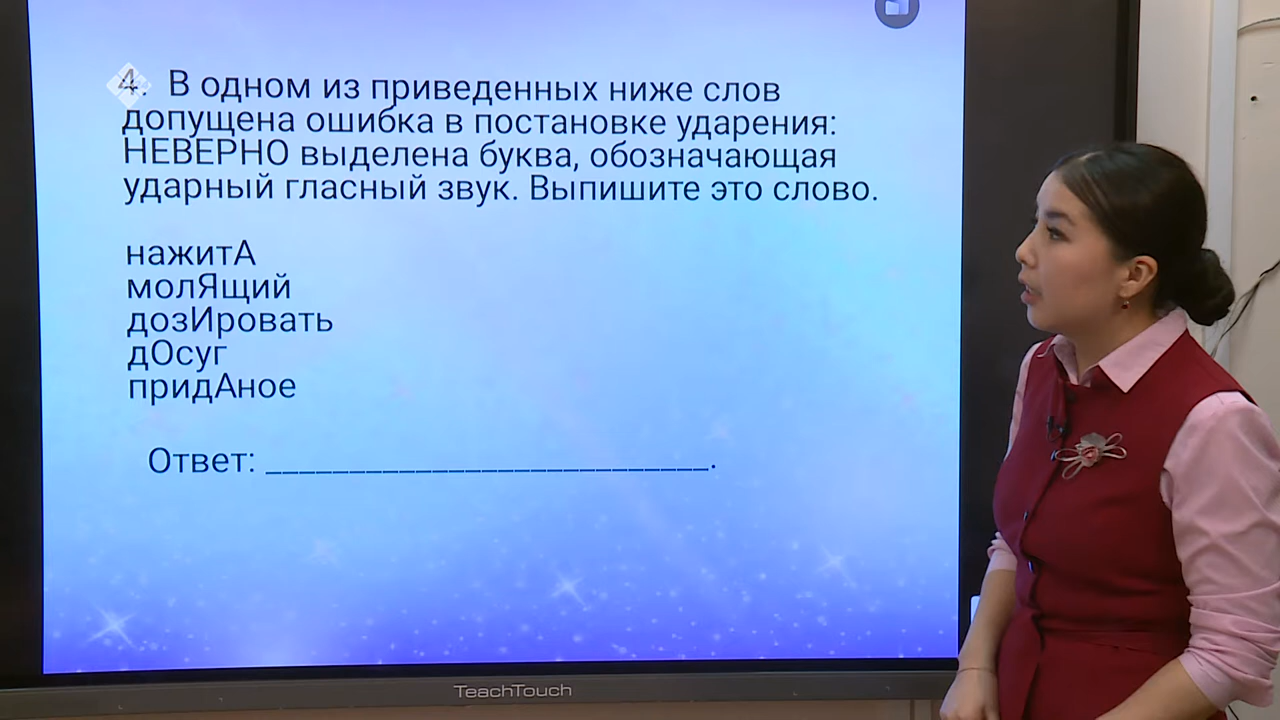 4. В одном из приведенных ниже слов
допущена ошибка в постановке ударения:
НЕВЕРНО выделена буква, обозначающая
ударный гласный звук. Выпишите это слово.
нажитА
молЯщий
дозИровать
дОсуг
придАное
Ответ: __________________________.
TeachTouch